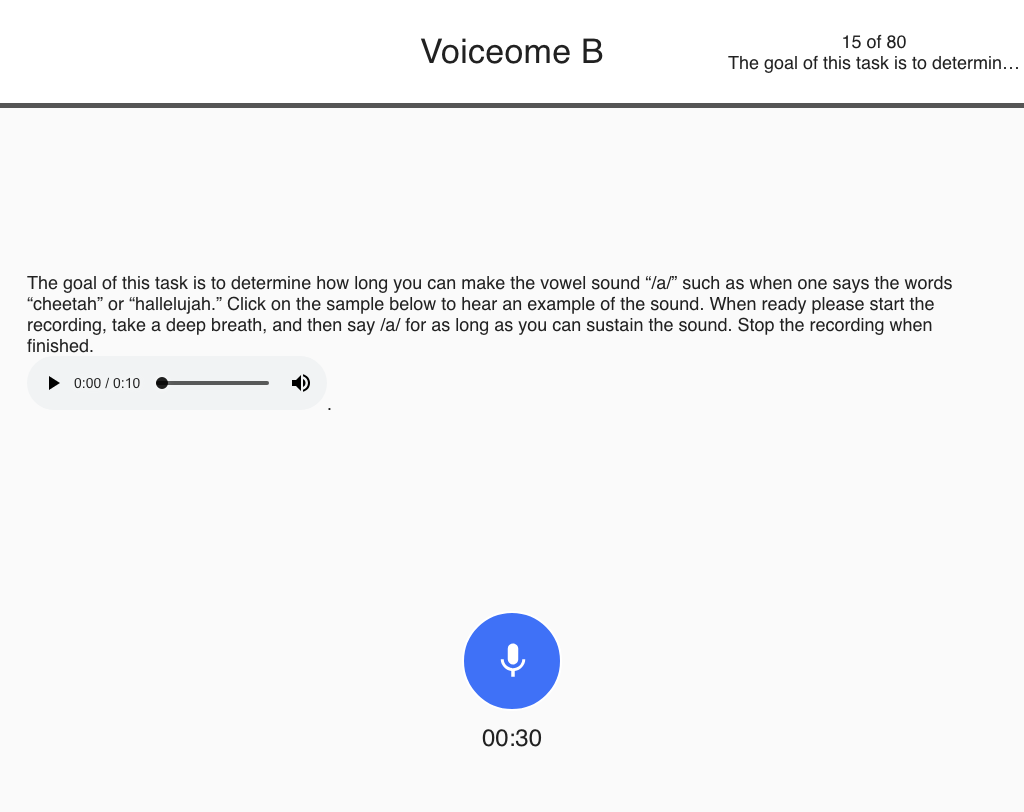 Voiceome B
15 of 80
The goal of this task is to determin…
The goal of this task is to determine how long you can make the vowel sound “/a/” such as when one says the words
“cheetah” or “hallelujah.” Click on the sample below to hear an example of the sound. When ready please start the
recording, take a deep breath, and then say /a/ for as long as you can sustain the sound. Stop the recording when
finished.
0:00 / 0:10
.
00:30